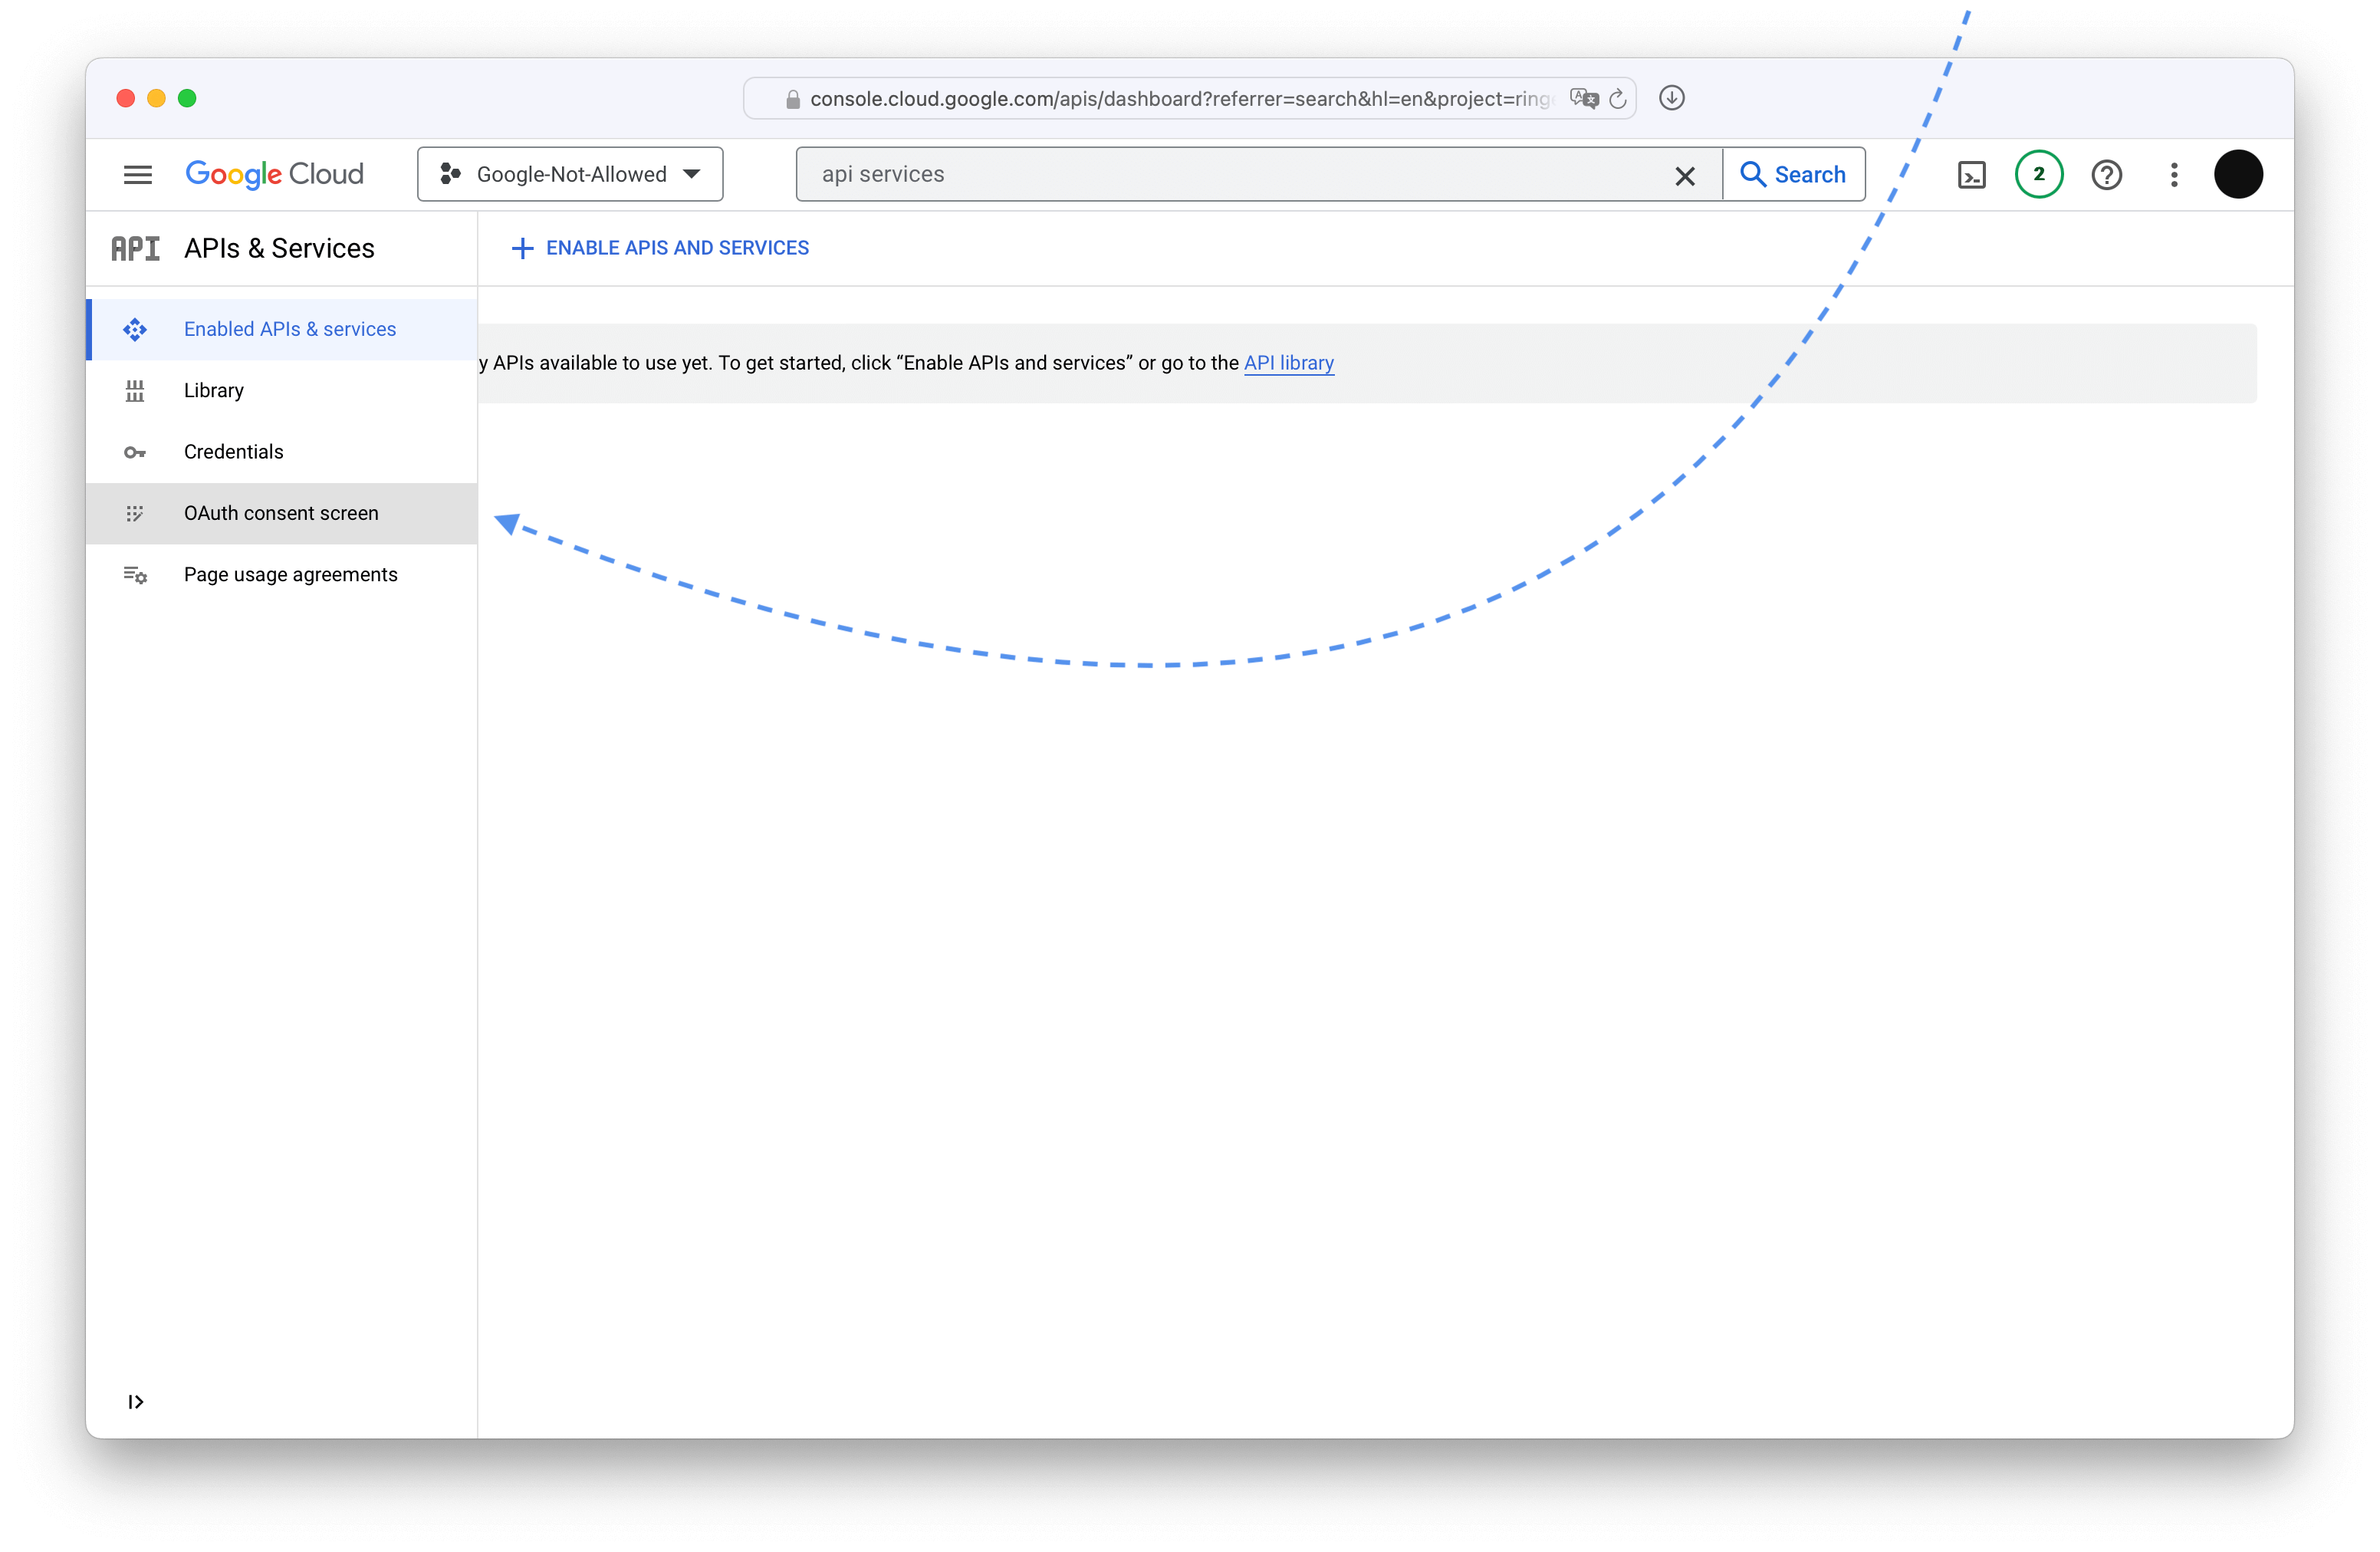 console.cloud.google.com/apis/dashboard?referrer=search&hl=en&project=ring
Google Cloud
Google-Not-Allowed
api services
Search
2
API
APIs & Services
ENABLE APIS AND SERVICES
Enabled APIs & services
y APIs available to use yet. To get started, click “Enable APIs and services” or go to the API library
Library
Credentials
OAuth consent screen
Page usage agreements